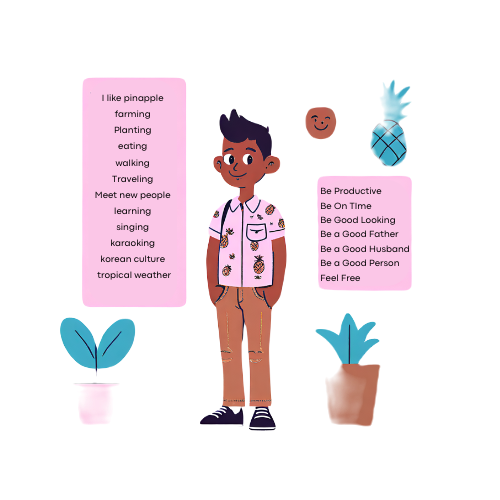 I like pinapple
farming
Planting
eating
walking
Traveling
Meet new people
learning
singing
karaoking
korean culture
tropical weather
Be Productive
Be On TIme
Be Good Looking
Be a Good Father
Be a Good Husband
Be a Good Person
Feel Free